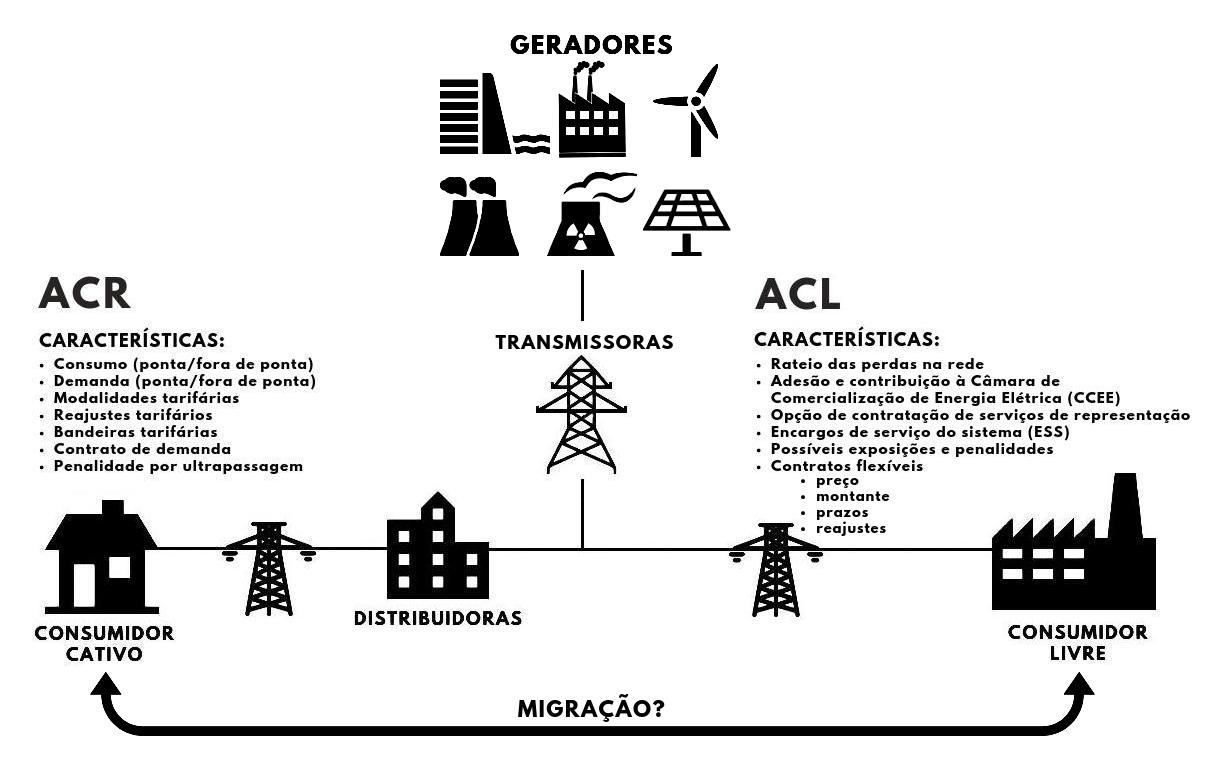 GERADORES
TRANSMISSORAS
ACR
CARACTERÍSTICAS:
• Consumo (ponta/fora de ponta)
• Demanda (ponta/fora de ponta)
• Modalidades tarifárias
• Reajustes tarifários
• Bandeiras tarifárias
• Contrato de demanda
• Penalidade por ultrapassagem
ACL
CARACTERÍSTICAS:
• Rateio das perdas na rede
• Adesão e contribuição à Câmara de
Comercialização de Energia Elétrica (CCEE)
• Opção de contratação de serviços de representação
• Encargos de serviço do sistema (ESS)
• Possíveis exposições e penalidades
• Contratos flexíveis
• preço
• montante
• prazos
• reajustes
CONSUMIDOR
CATIVO
DISTRIBUIDORAS
CONSUMIDOR
LIVRE
MIGRAÇÃO?